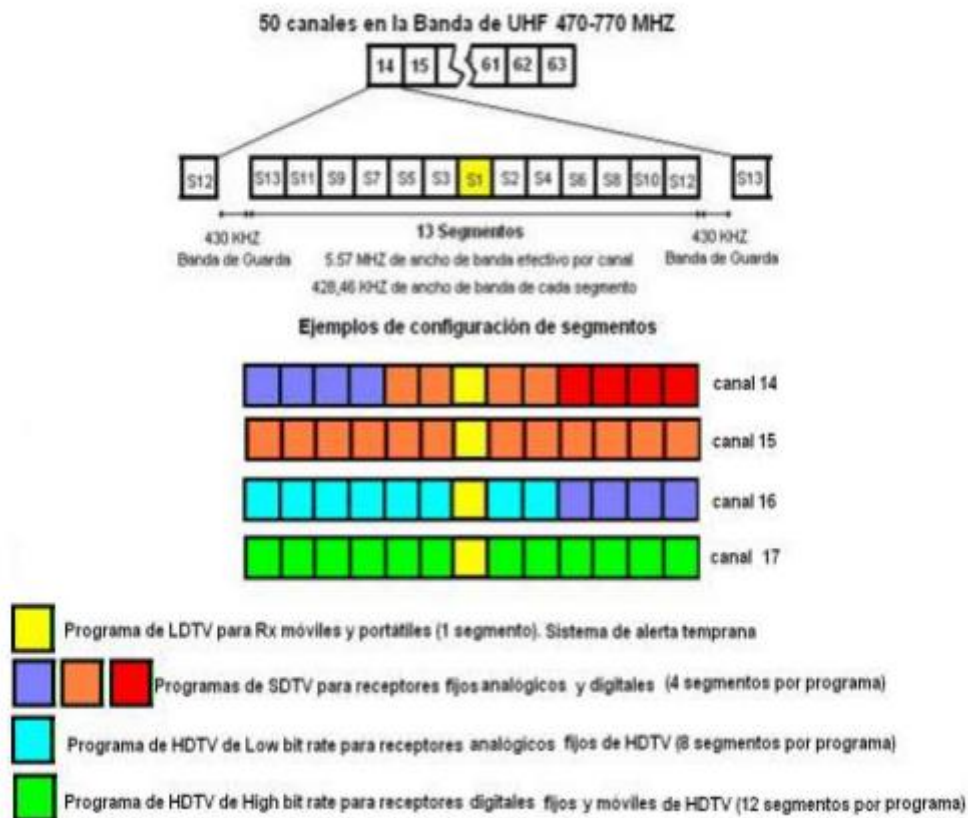 50 canales en la Banda de UHF 470-770 MHZ
14 15 61 62 63
S12 S13 S11 S9 S7 S5 S3 S1 S2 S4 S6 S8 S10 S12 S13
430 KHZ 13 Segmentos 430 KHZ
Banda de Guarda 5.57 MHZ de ancho de banda efectivo por canal Banda de Guarda
428,46 KHZ de ancho de banda de cada segmento
Ejemplos de configuración de segmentos
canal 14
canal 15
canal 16
canal 17
Programa de LDTV para Rx móviles y portátiles (1 segmento). Sistema de alerta temprana
Programas de SDTV para receptores fijos analógicos y digitales (4 segmentos por programa)
Programa de HDTV de Low bit rate para receptores analógicos fijos de HDTV (8 segmentos por programa)
Programa de HDTV de High bit rate para receptores digitales fijos y móviles de HDTV (12 segmentos por programa)